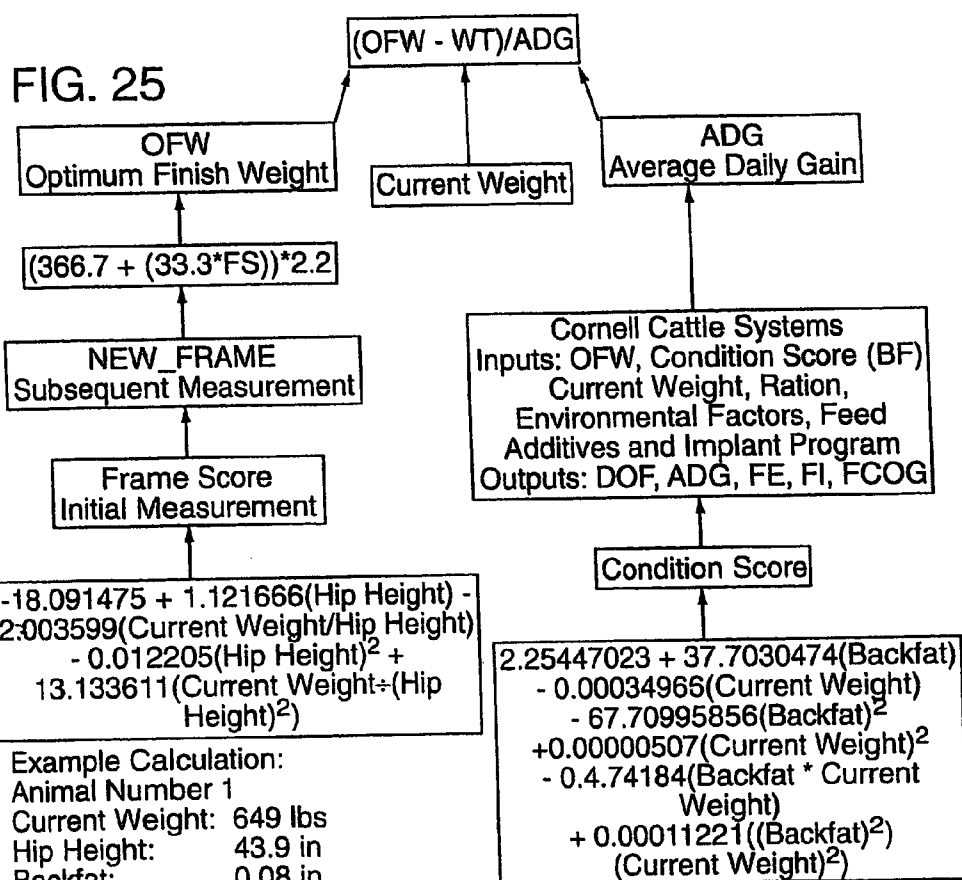 FIG. 25
(OFW - WT)/ADG
OFW
Optimum Finish Weight
Current Weight
ADG
Average Daily Gain
(366.7 + (33.3*FS))*2.2
NEW_FRAME
Subsequent Measurement
Frame Score
Initial Measurement
-18.091475 + 1.121666(Hip Height) -
2.003599(Current Weight/Hip Height)
- 0.012205(Hip Height)² +
13.133611(Current Weight÷(Hip
Height)²)
Example Calculation:
Animal Number 1
Current Weight: 649 lbs
Hip Height: 43.9 in
Backfat: 0.08 in
Cornell Cattle Systems
Inputs: OFW, Condition Score (BF)
Current Weight, Ration,
Environmental Factors, Feed
Additives and Implant Program
Outputs: DOF, ADG, FE, FI, FCOG
Condition Score
2.25447023 + 37.7030474(Backfat)
- 0.00034966(Current Weight)
- 67.70995856(Backfat)²
+0.00000507(Current Weight)²
- 0.4.74184(Backfat * Current
Weight)
+ 0.00011221((Backfat)²)
(Current Weight)²)